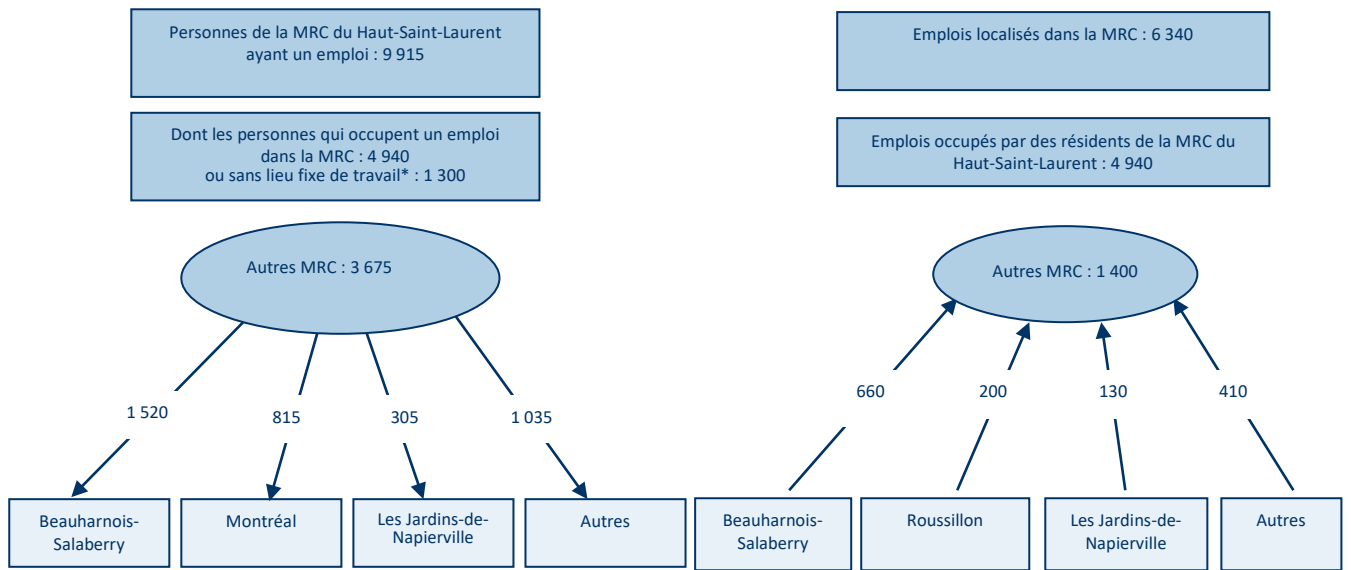 Personnes de la MRC du Haut-Saint-Laurent
ayant un emploi : 9 915
Dont les personnes qui occupent un emploi
dans la MRC : 4 940
ou sans lieu fixe de travail* : 1 300
Autres MRC : 3 675
1 520
815
305
1 035
Beauharnois-
Salaberry
Montréal
Les Jardins-de-
Napierville
Autres
Emplois localisés dans la MRC : 6 340
Emplois occupés par des résidents de la MRC du
Haut-Saint-Laurent : 4 940
Autres MRC : 1 400
660
200
130
410
Beauharnois-
Salaberry
Roussillon
Les Jardins-de-
Napierville
Autres